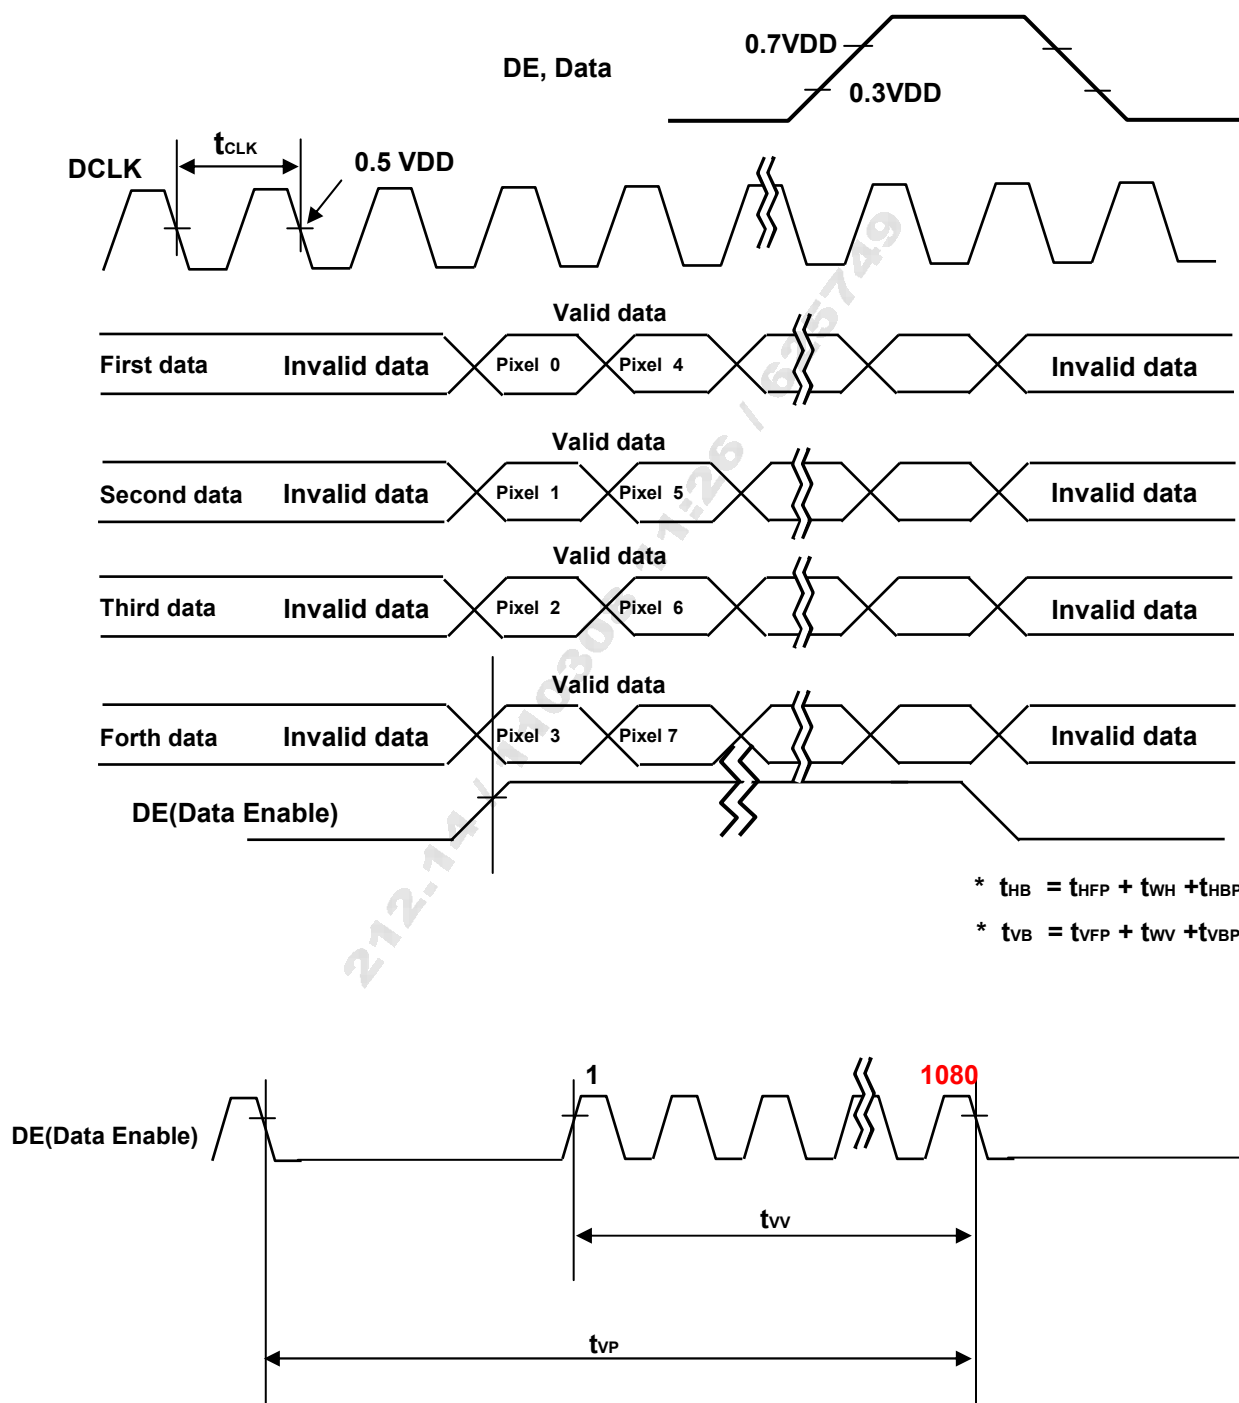 0.7VDD
DE, Data
0.3VDD
tCLK
DCLK
0.5 VDD
Valid data
First data Invalid data Pixel 0 Pixel 4 Invalid data
Valid data
Second data Invalid data Pixel 1 Pixel 5 Invalid data
Valid data
Third data Invalid data Pixel 2 Pixel 6 Invalid data
Valid data
Forth data Invalid data Pixel 3 Pixel 7 Invalid data
DE(Data Enable)
* tHB = tHFP + tWH +tHBP
* tVB = tVFP + tWV +tVBP
1 1080
DE(Data Enable)
tVV
tVP